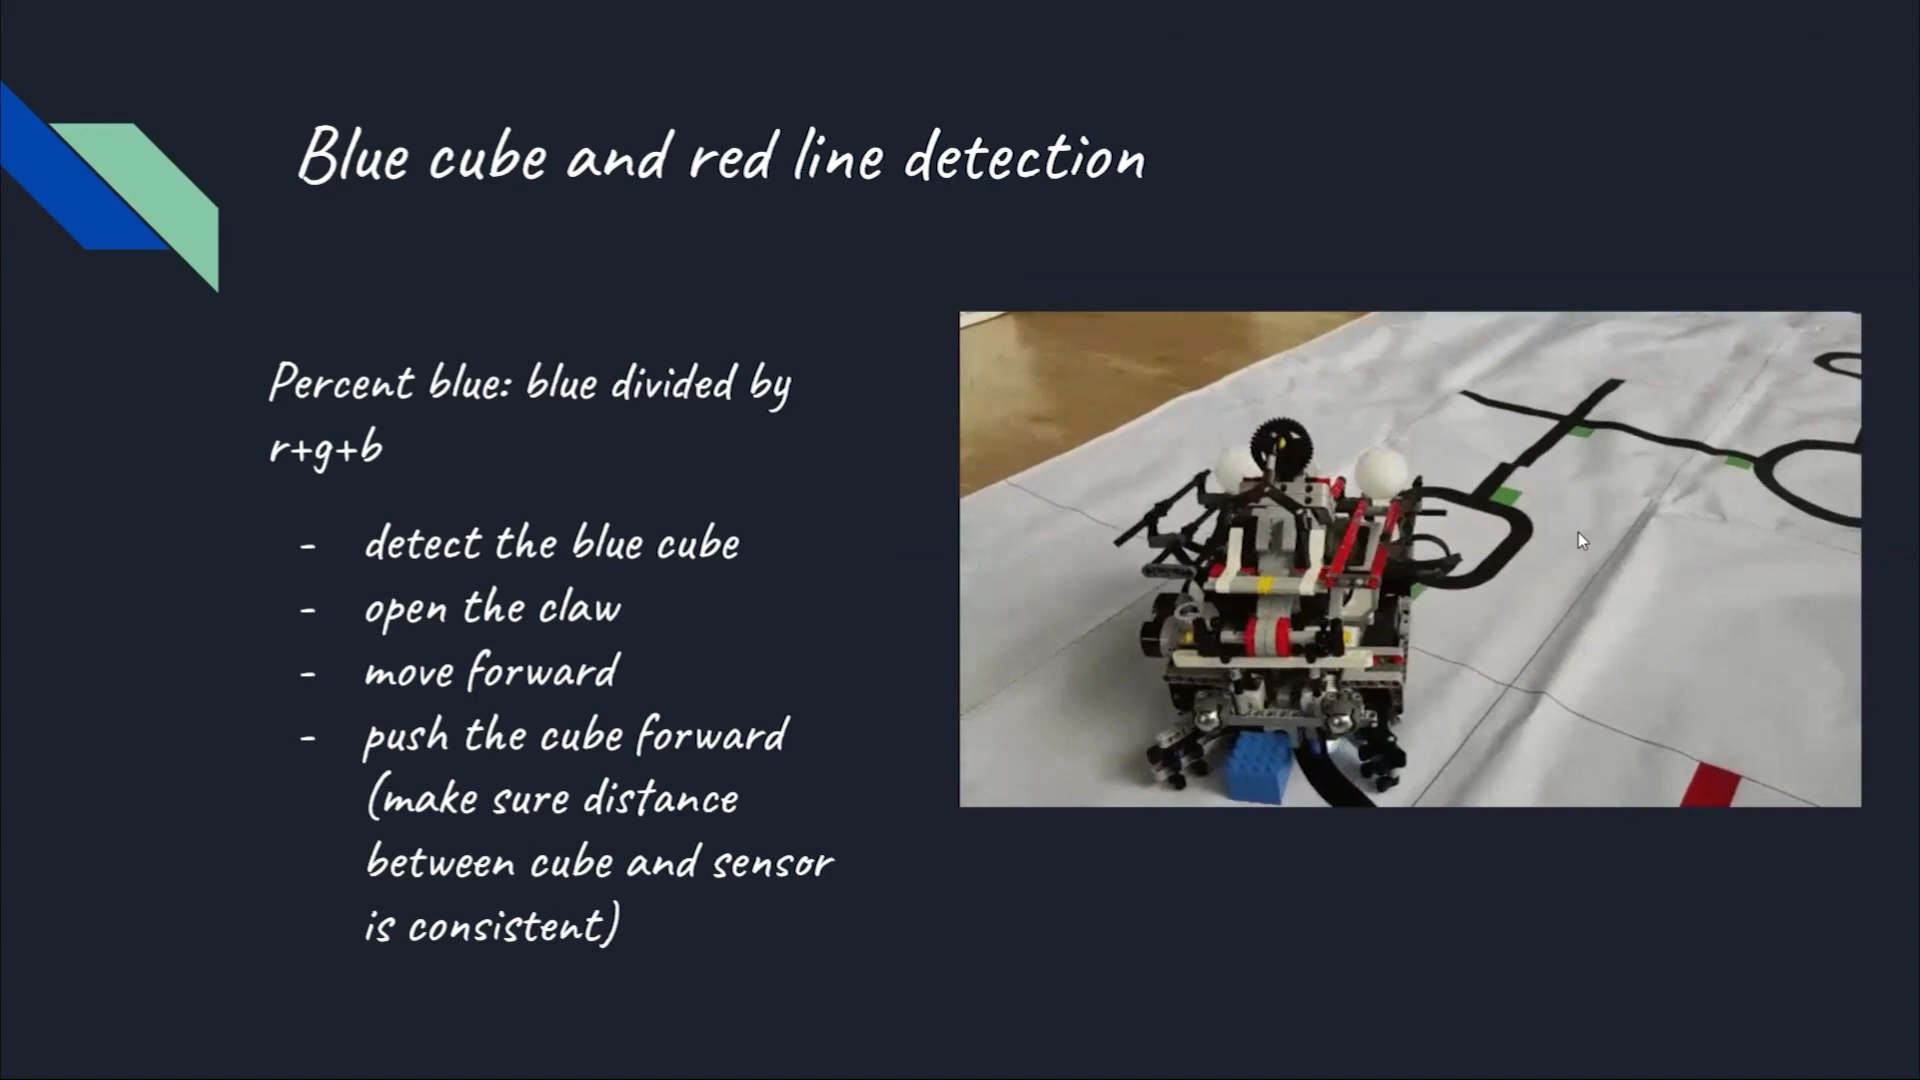 Blue cube and red line detection
Percent blue: blue divided by
r+g+b
- detect the blue cube
- open the claw
- move forward
- push the cube forward
(make sure distance
between cube and sensor
is consistent)